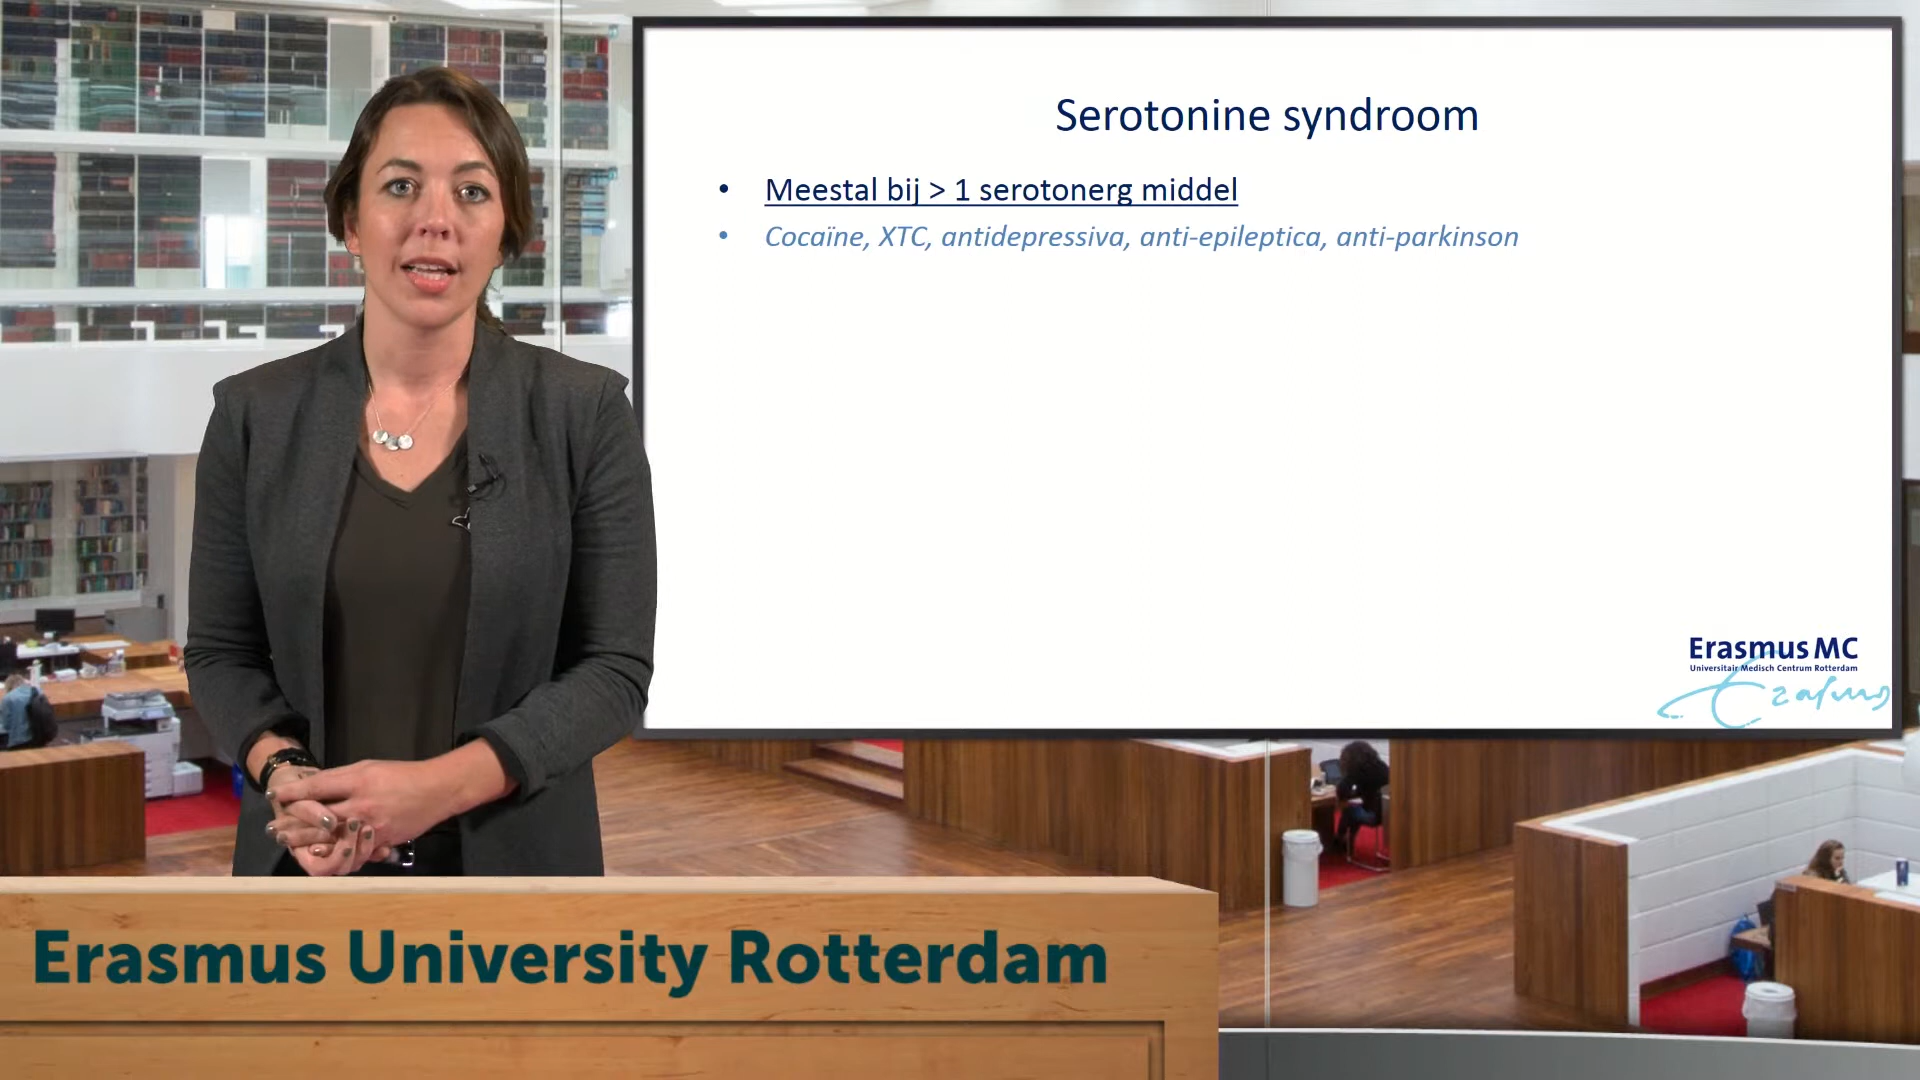 Serotonine syndroom
• Meestal bij > 1 serotonerg middel
• Cocaïne, XTC, antidepressiva, anti-epileptica, anti-parkinson
Erasmus MC
Universitair Medisch Centrum Rotterdam
Erasmus
Erasmus University Rotterdam